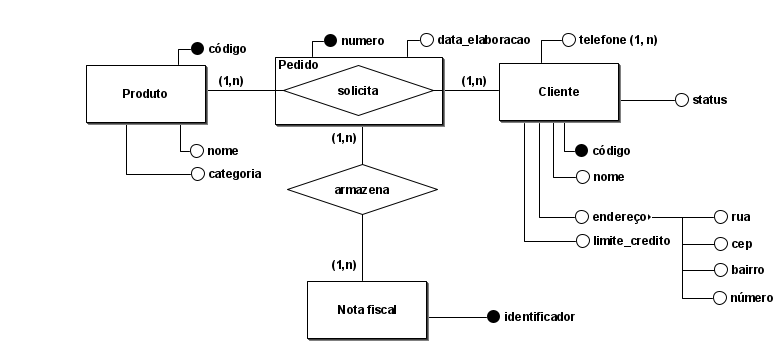 numero
data_elaboracao
telefone (1, n)
código
Pedido
Produto
(1,n)
solicita
(1,n)
Cliente
status
(1,n)
nome
código
categoria
nome
armazena
endereço
rua
limite_credito
cep
(1,n)
bairro
número
Nota fiscal
identificador